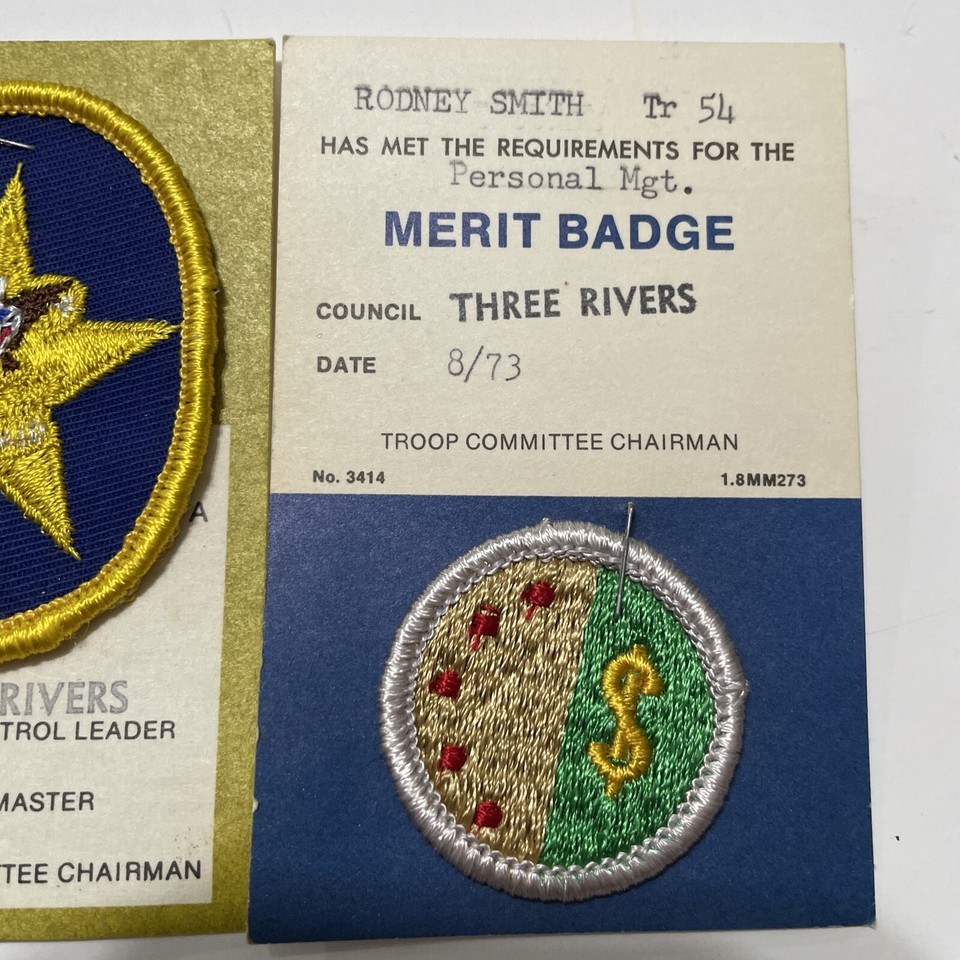 RODNEY SMITH Tr 54
HAS MET THE REQUIREMENTS FOR THE
Personal Mgt.
MERIT BADGE
COUNCIL THREE RIVERS
DATE 8/73
TROOP COMMITTEE CHAIRMAN
No. 3414 1.8MM273
$
A
RIVERS
TROL LEADER
MASTER
TTEE CHAIRMAN